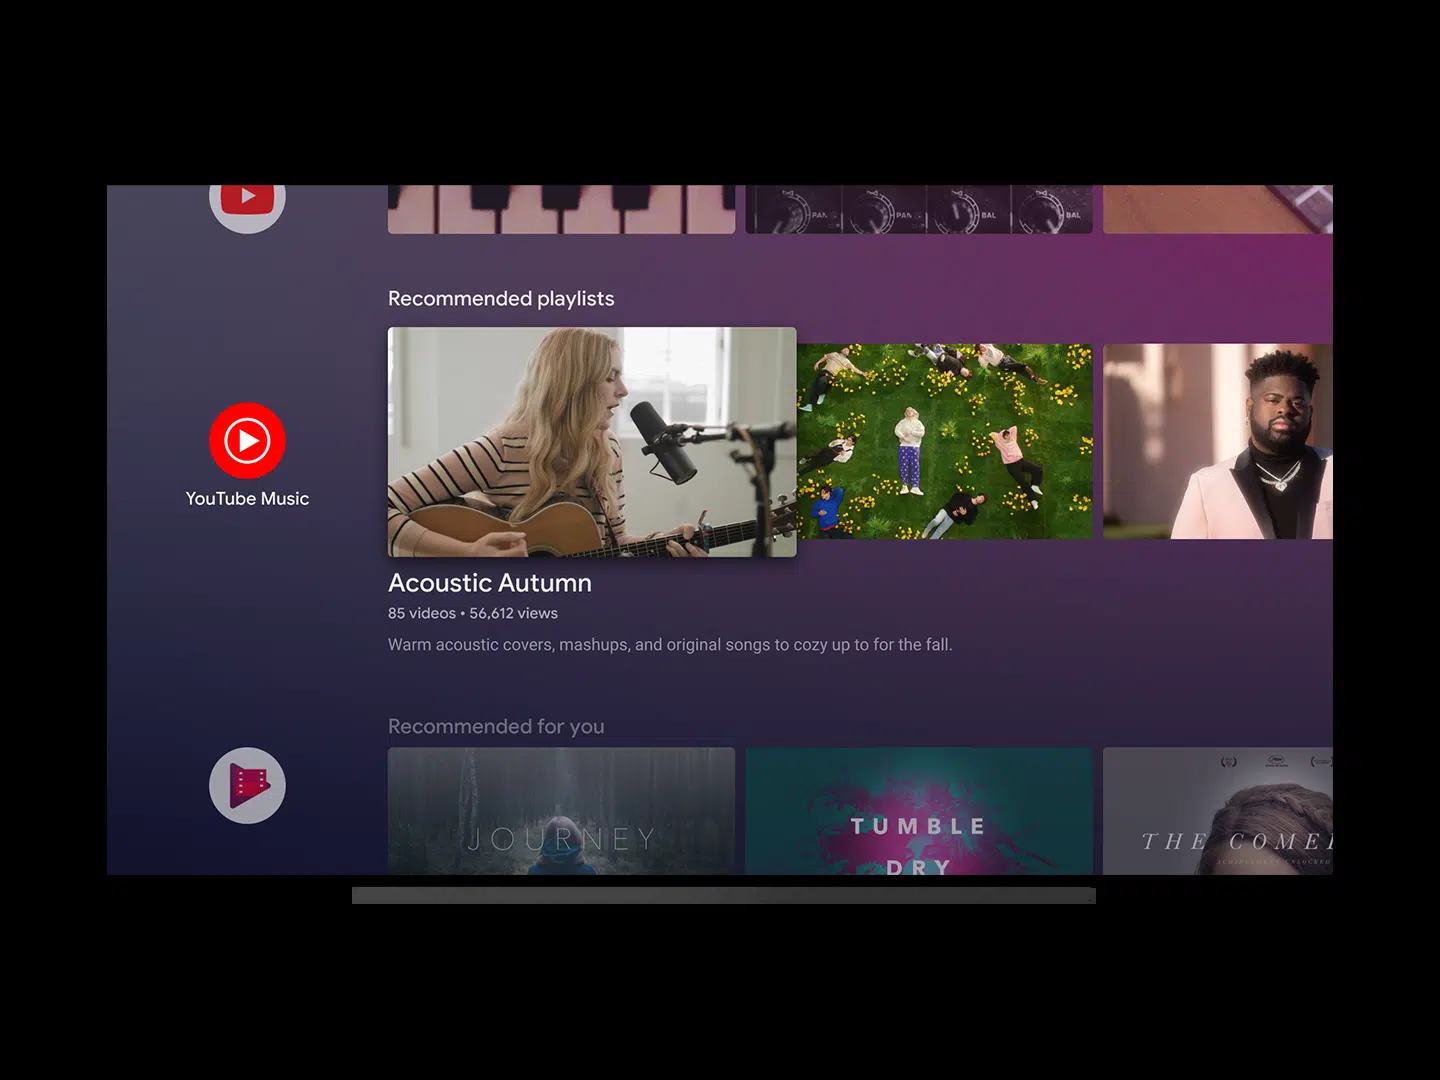 PAN
PAN
BAL
BAL
Recommended playlists
YouTube Music
Acoustic Autumn
85 videos • 56,612 views
Warm acoustic covers, mashups, and original songs to cozy up to for the fall.
Recommended for you
JOURNEY
TUMBLE
DRY
THE COME